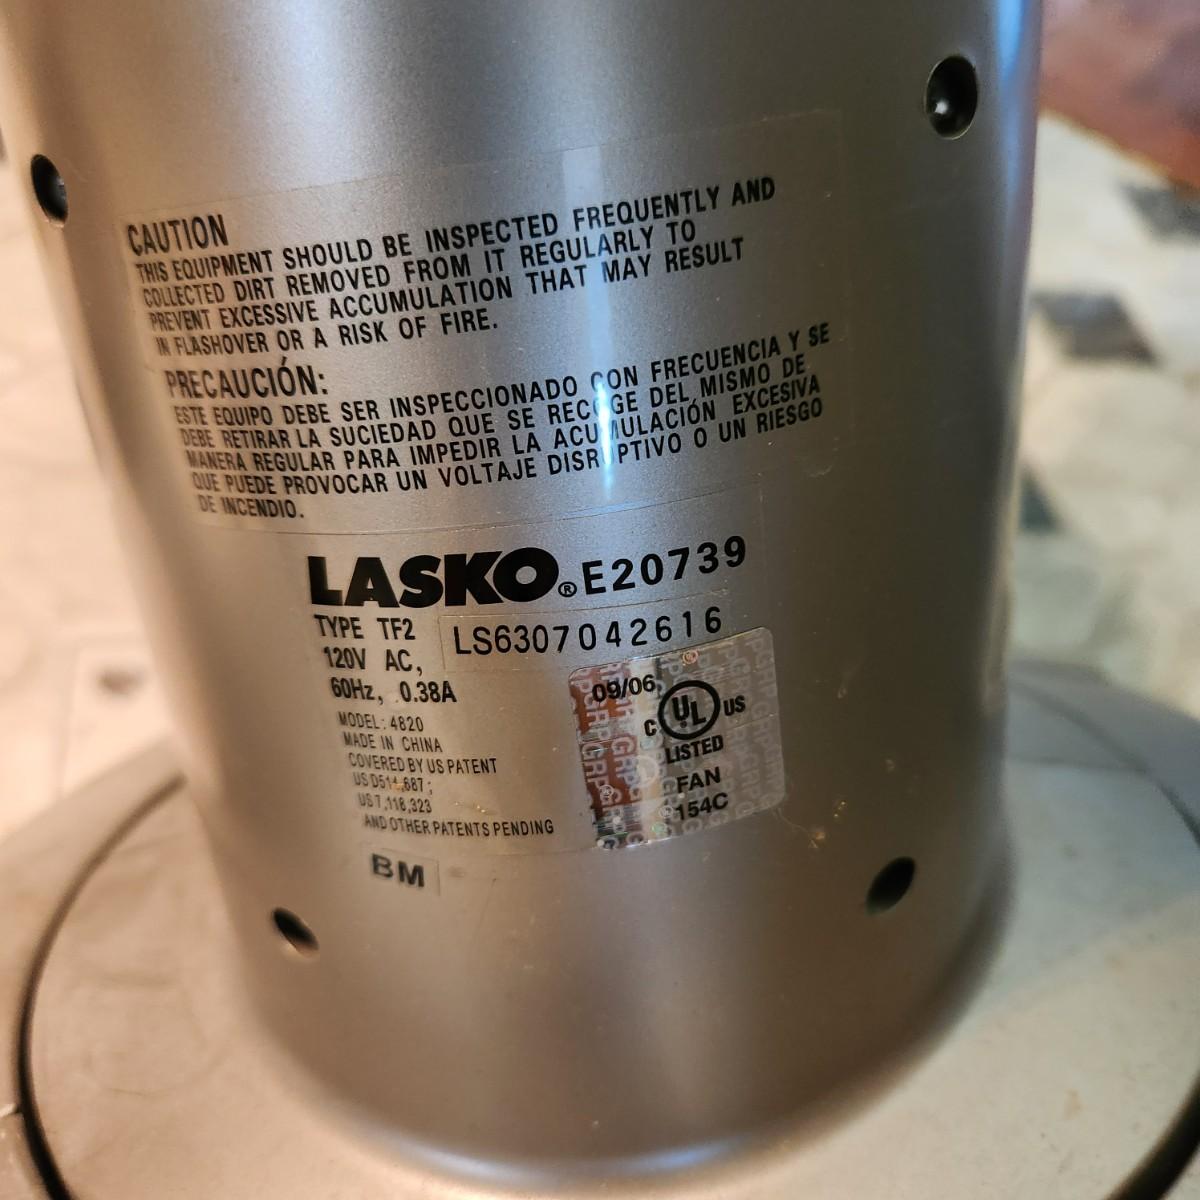 CAUTION
THIS EQUIPMENT SHOULD BE INSPECTED FREQUENTLY AND
COLLECTED DIRT REMOVED FROM IT REGULARLY TO
PREVENT EXCESSIVE ACCUMULATION THAT MAY RESULT
IN FLASHOVER OR A RISK OF FIRE.
PRECAUCIÓN:
ESTE EQUIPO DEBE SER INSPECCIONADO CON FRECUENCIA Y SE
DEBE RETIRAR LA SUCIEDAD QUE SE RECOGE DEL MISMO DE
MANERA REGULAR PARA IMPEDIR LA ACUMULACIÓN EXCESIVA
QUE PUEDE PROVOCAR UN VOLTAJE DISRUPTIVO O UN RIESGO
DE INCENDIO.
LASKO® E20739
TYPE TF2
LS6307042616
120V AC,
60Hz, 0.38A
MODEL: 4820
MADE IN CHINA
COVERED BY US PATENT
US D511,687;
US 7,118,323
AND OTHER PATENTS PENDING
09/06
C UL US
®
LISTED
FAN
154C
BM